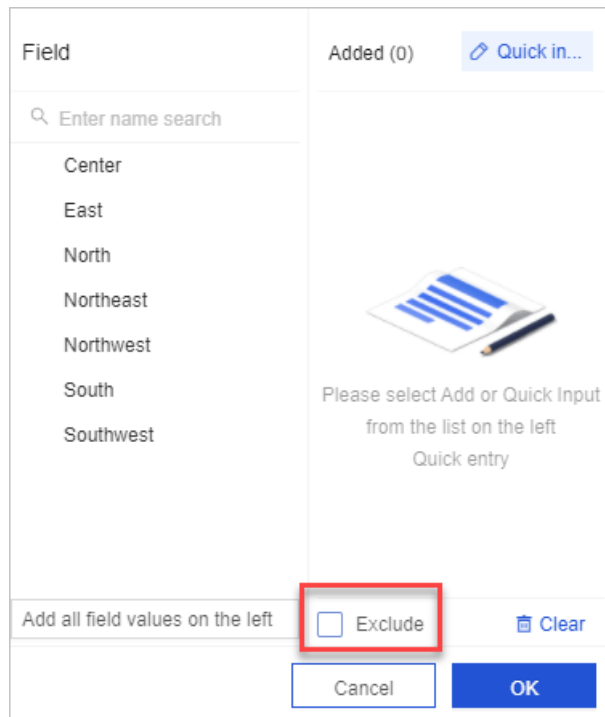 Field
Enter name search
Center
East
North
Northeast
Northwest
South
Southwest
Add all field values on the left
Added (0)
Quick in...
Please select Add or Quick Input
from the list on the left
Quick entry
Exclude
Clear
Cancel
OK